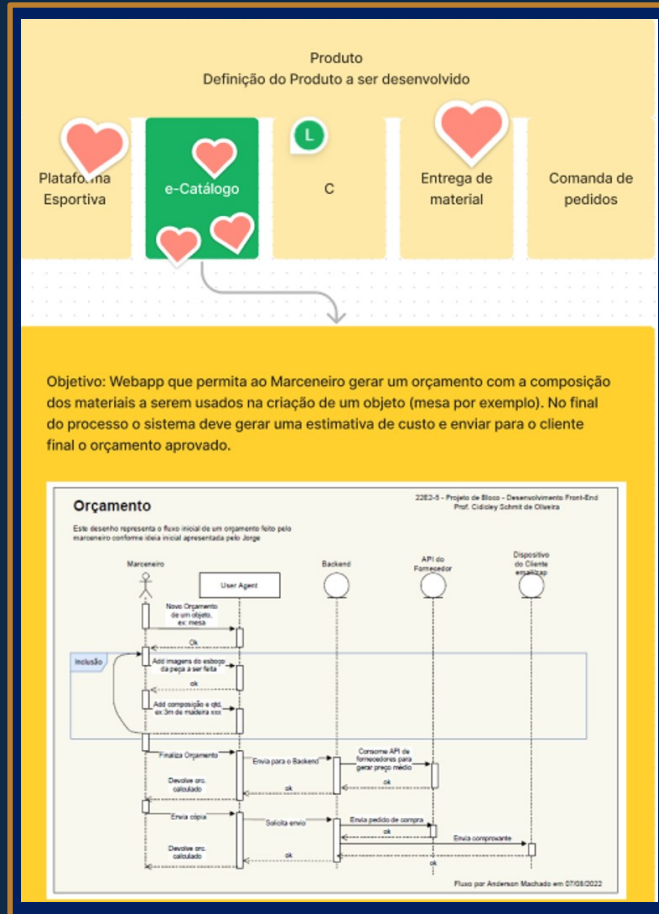 Produto
Definição do Produto a ser desenvolvido
L
Plataforma
Esportiva
e-Catálogo
C
Entrega de
material
Comanda de
pedidos
Objetivo: Webapp que permita ao Marceneiro gerar um orçamento com a composição
dos materiais a serem usados na criação de um objeto (mesa por exemplo). No final
do processo o sistema deve gerar uma estimativa de custo e enviar para o cliente
final o orçamento aprovado.
Orçamento
22E2-5 - Projeto de Bloco - Desenvolvimento Front-End
Prof. Cidicley Schmit de Oliveira
Este desenho representa o fluxo inicial de um orçamento feito pelo
marceneiro conforme ideia inicial apresentada pelo Jorge
Marceneiro
User Agent
Backend
API do
Fornecedor
Dispositivo
do Cliente
email/zap
Novo Orçamento
de um objeto,
ex: mesa
Ok
Inclusão
Add imagens do esboço
da peça a ser feita
ok
Add composição e qtd,
ex:3m de madeira xxx
Finaliza Orçamento
Envia para o Backend
Consome API de
fornecedores para
gerar preço médio
Devolve orc.
calculado
ok
ok
Envia cópia
Solicita envio
Envia pedido de compra
ok
Envia comprovante
Devolve orc.
calculado
ok
ok
Fluxo por Anderson Machado em 07/08/2022